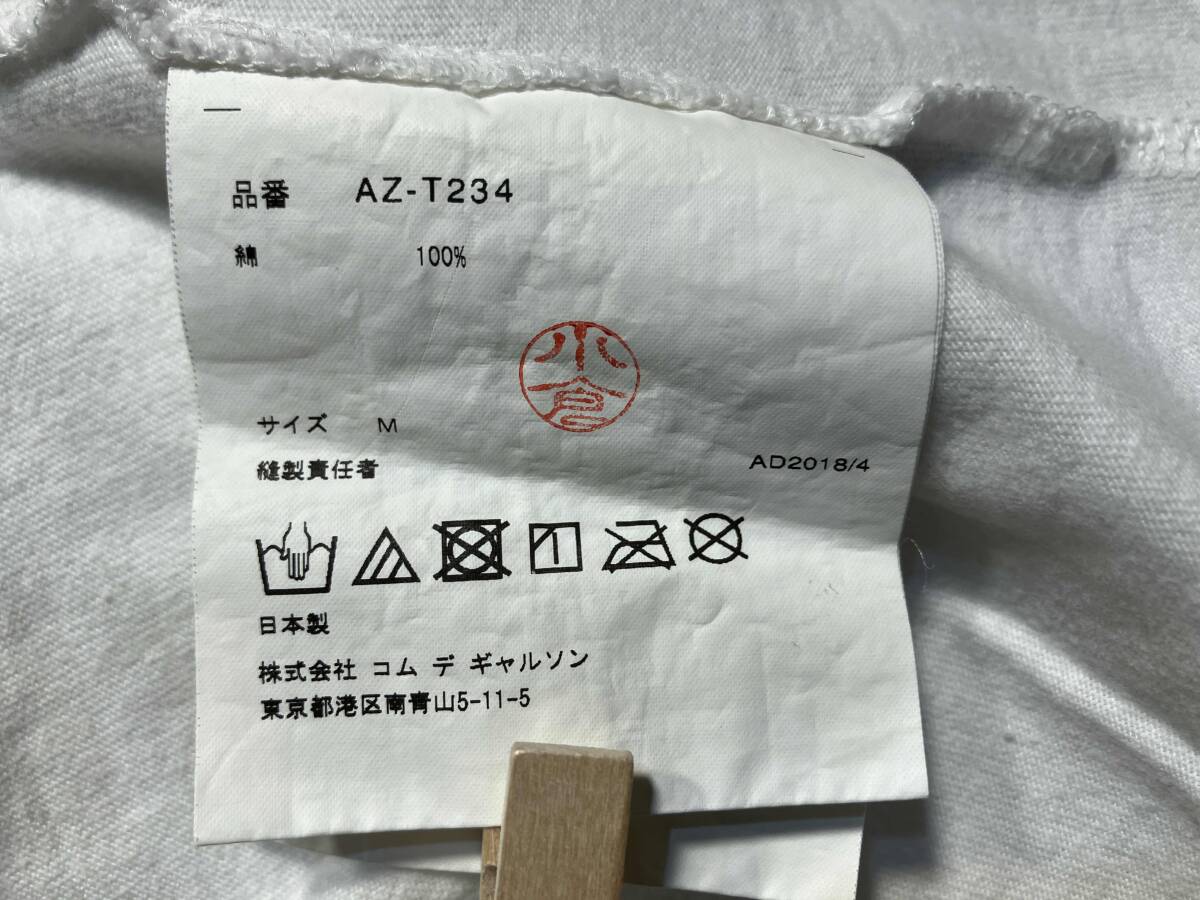 品番 AZ-T234
綿 100%
小倉
サイズ M
縫製責任者
AD2018/4
日本製
株式会社 コム デ ギャルソン
東京都港区南青山5-11-5